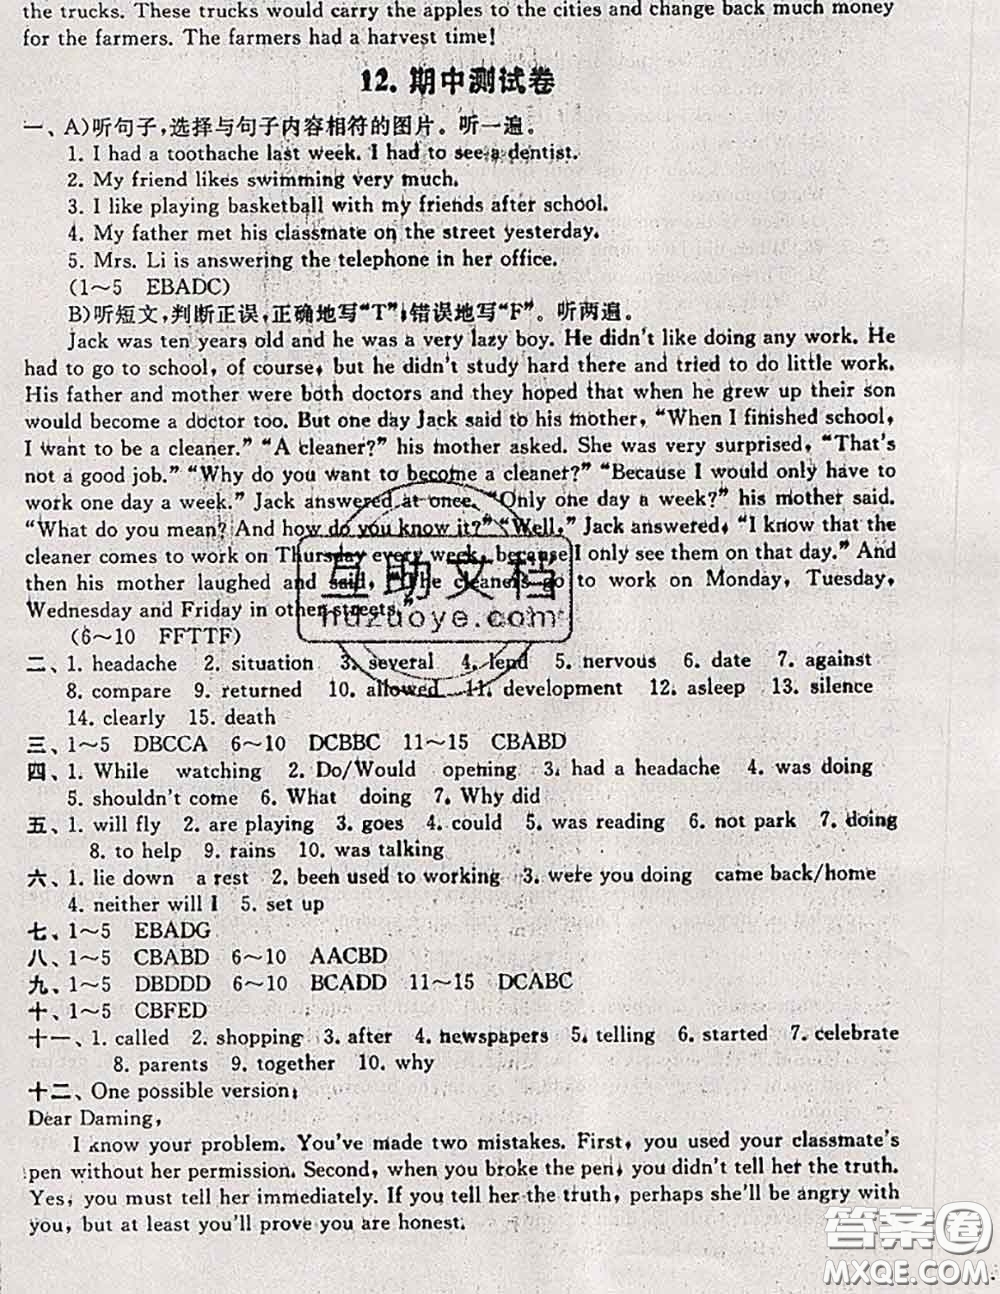 the trucks. These trucks would carry the apples to the cities and change back much money
for the farmers. The farmers had a harvest time!
12. 期中测试卷
一、A)听句子,选择与句子内容相符的图片。听一遍。
1. I had a toothache last week. I had to see a dentist.
2. My friend likes swimming very much.
3. I like playing basketball with my friends after school.
4. My father met his classmate on the street yesterday.
5. Mrs. Li is answering the telephone in her office.
(1~5 EBADC)
B)听短文,判断正误,正确地写“T”,错误地写“F”。听两遍。
Jack was ten years old and he was a very lazy boy. He didn't like doing any work. He
had to go to school, of course, but he didn't study hard there and tried to do little work.
His father and mother were both doctors and they hoped that when he grew up their son
would become a doctor too. But one day Jack said to his mother, “When I finished school,
I want to be a cleaner.” “A cleaner?” his mother asked. She was very surprised, “That's
not a good job.” “Why do you want to become a cleaner?” “Because I would only have to
work one day a week.” Jack answered at once. “Only one day a week?” his mother said.
“What do you mean? And how do you know it?” “Well,” Jack answered, “I know that the
cleaner comes to work on Thursday every week, because I only see them on that day.” And
then his mother laughed and said, cleaners go to work on Monday, Tuesday,
Wednesday and Friday in other streets.”
互助文档
huzuoye.com
(6~10 FFTTF)
二、1. headache 2. situation 3. several 4. lend 5. nervous 6. date 7. against
8. compare 9. returned 10. allowed 11. development 12. asleep 13. silence
14. clearly 15. death
三、1~5 DBCCA 6~10 DCBBC 11~15 CBABD
四、1. While watching 2. Do/Would opening 3. had a headache 4. was doing
5. shouldn't come 6. What doing 7. Why did
五、1. will fly 2. are playing 3. goes 4. could 5. was reading 6. not park 7. doing
8. to help 9. rains 10. was talking
六、1. lie down a rest 2. been used to working 3. were you doing came back/home
4. neither will I 5. set up
七、1~5 EBADG
八、1~5 CBABD 6~10 AACBD
九、1~5 DBDDD 6~10 BCADD 11~15 DCABC
十、1~5 CBFED
十一、1. called 2. shopping 3. after 4. newspapers 5. telling 6. started 7. celebrate
8. parents 9. together 10. why
十二、One possible version:
Dear Daming,
I know your problem. You've made two mistakes. First, you used your classmate's
pen without her permission. Second, when you broke the pen, you didn't tell her the truth.
Yes, you must tell her immediately. If you tell her the truth, perhaps she'll be angry with
you, but at least you'll prove you are honest.
答案圈
MXQE.COM